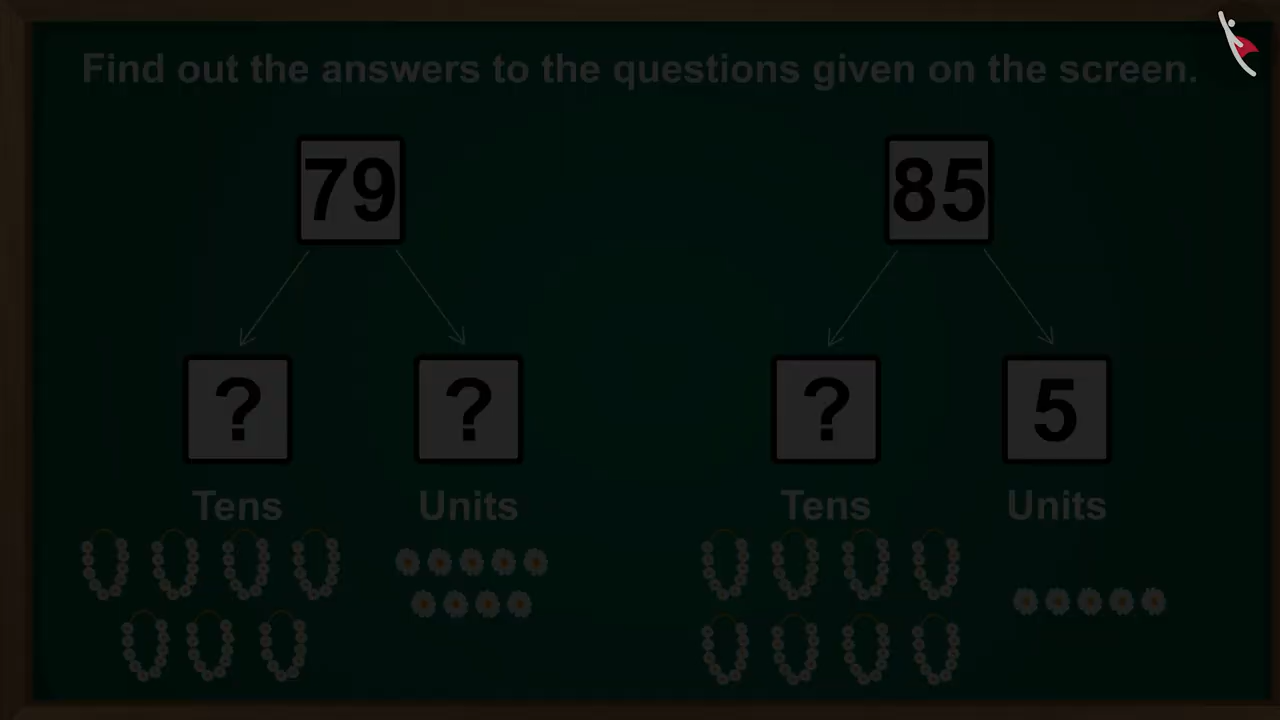 Find out the answers to the questions given on the screen.
79 85
? ? ? 5
Tens Units Tens Units